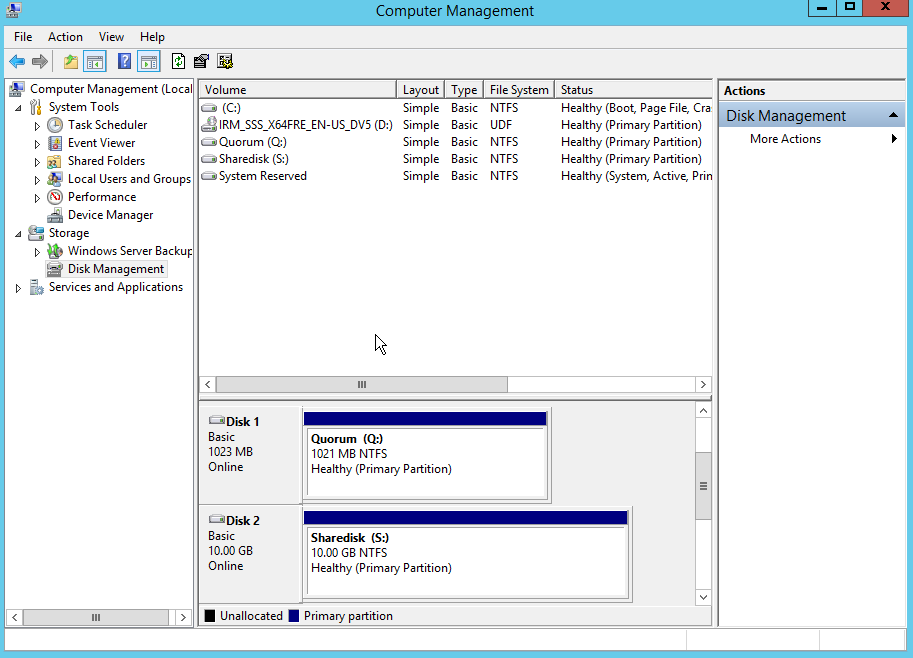 Computer Management
File Action View Help
Computer Management (Local
System Tools
Task Scheduler
Event Viewer
Shared Folders
Local Users and Groups
Performance
Device Manager
Storage
Windows Server Backup
Disk Management
Services and Applications
Volume Layout Type File System Status
(C:) Simple Basic NTFS Healthy (Boot, Page File, Cra
IRM_SSS_X64FRE_EN-US_DV5 (D:) Simple Basic UDF Healthy (Primary Partition)
Quorum (Q:) Simple Basic NTFS Healthy (Primary Partition)
Sharedisk (S:) Simple Basic NTFS Healthy (Primary Partition)
System Reserved Simple Basic NTFS Healthy (System, Active, Prin
Disk 1
Basic
1023 MB
Online
Quorum (Q:)
1021 MB NTFS
Healthy (Primary Partition)
Disk 2
Basic
10.00 GB
Online
Sharedisk (S:)
10.00 GB NTFS
Healthy (Primary Partition)
Unallocated Primary partition
Actions
Disk Management
More Actions